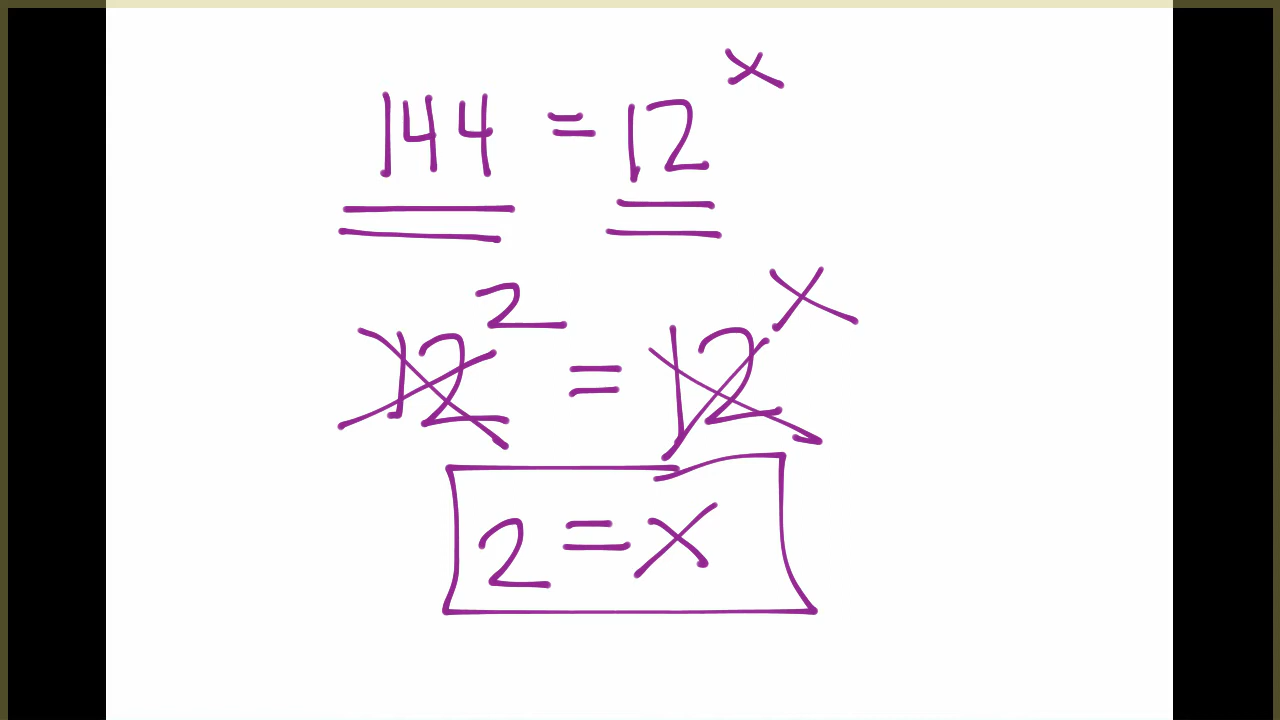 144 = 12^x
12^2 = 12^x
2 = x